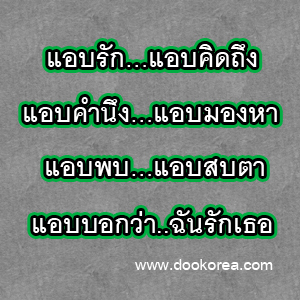 แอบรัก...แอบคิดถึง
แอบคำนึง...แอบมองหา
แอบพบ...แอบสบตา
แอบบอกว่า..ฉันรักเธอ
www.dookorea.com